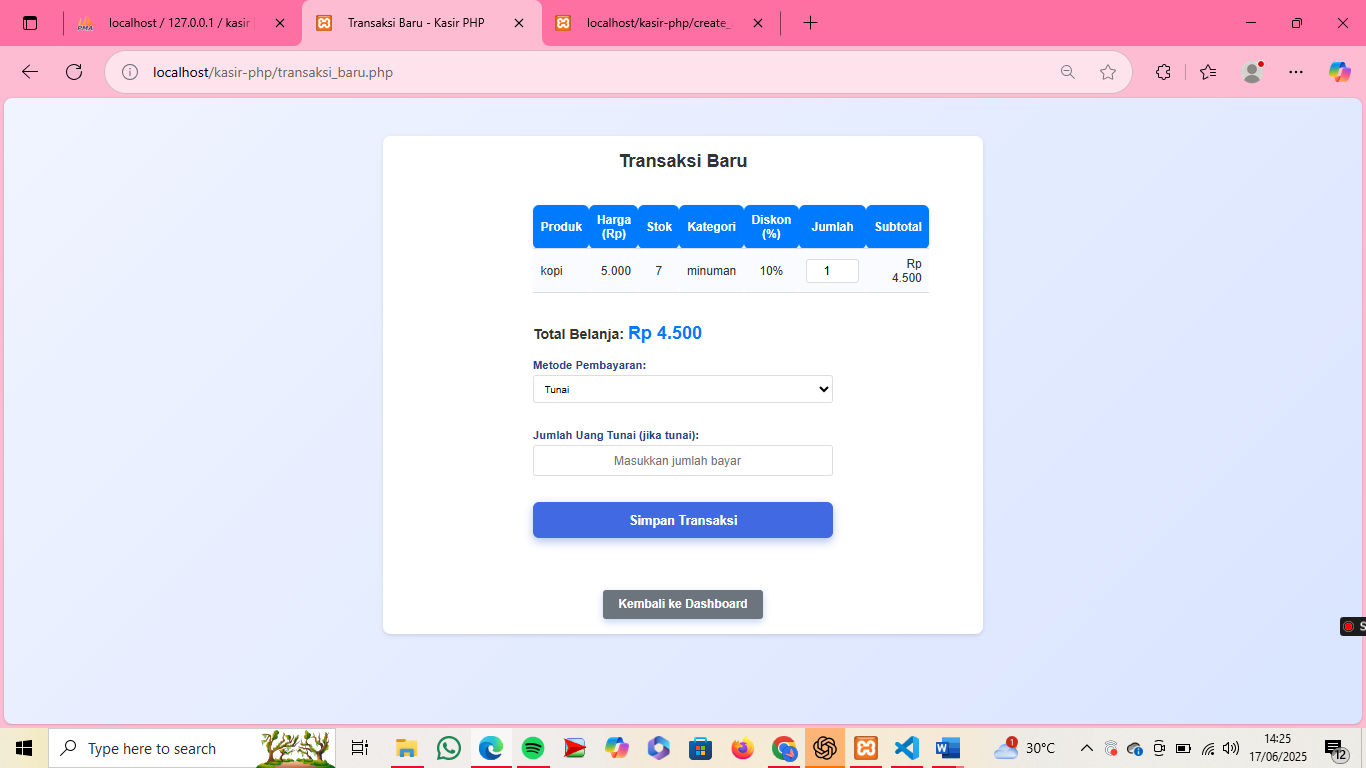 localhost / 127.0.0.1 / kasir
Transaksi Baru - Kasir PHP
localhost/kasir-php/create_
localhost/kasir-php/transaksi_baru.php
Transaksi Baru
Produk Harga (Rp) Stok Kategori Diskon (%) Jumlah Subtotal
kopi 5.000 7 minuman 10% 1 Rp 4.500
Total Belanja: Rp 4.500
Metode Pembayaran:
Tunai
Jumlah Uang Tunai (jika tunai):
Masukkan jumlah bayar
Simpan Transaksi
Kembali ke Dashboard
S
Type here to search
1
30°C
14:25
17/06/2025
12